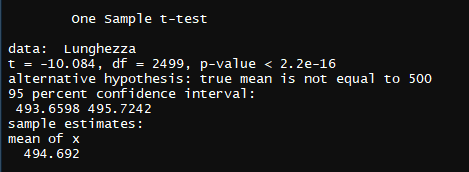 One Sample t-test
data:  Lunghezza
t = -10.084, df = 2499, p-value < 2.2e-16
alternative hypothesis: true mean is not equal to 500
95 percent confidence interval:
493.6598 495.7242
sample estimates:
mean of x
494.692